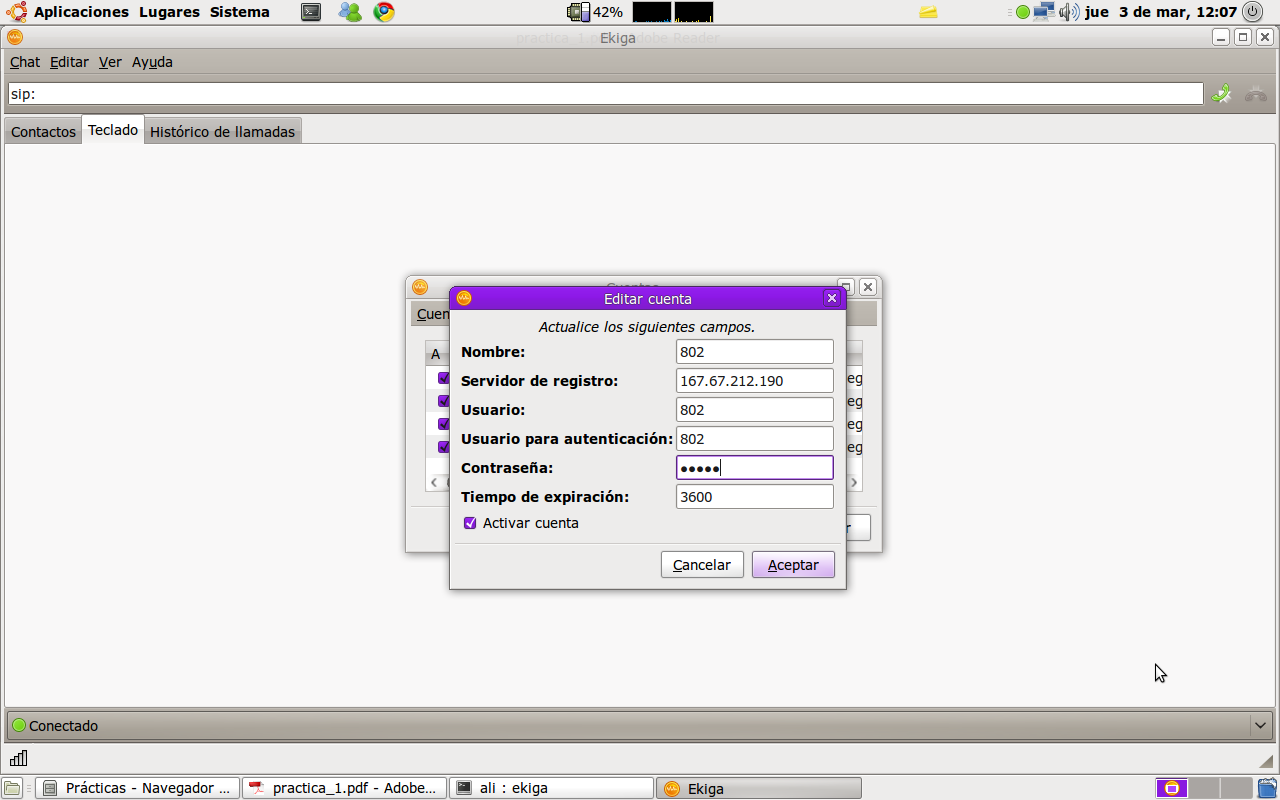 Aplicaciones Lugares Sistema 42% jue 3 de mar, 12:07
Ekiga
Chat Editar Ver Ayuda
sip:
Contactos Teclado Histórico de llamadas
Cuentas
Editar cuenta
Cuen
Actualice los siguientes campos.
A
Nombre: 802
Servidor de registro: 167.67.212.190
eg
Usuario: 802
eg
Usuario para autenticación: 802
eg
Contraseña: ●●●●●
eg
Tiempo de expiración: 3600
Activar cuenta
r
Cancelar Aceptar
Conectado
Prácticas - Navegador ... practica_1.pdf - Adobe... ali : ekiga Ekiga